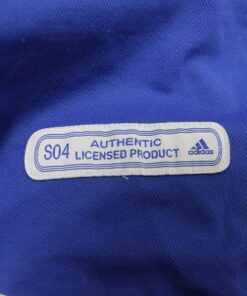 S04
AUTHENTIC
LICENSED PRODUCT
adidas